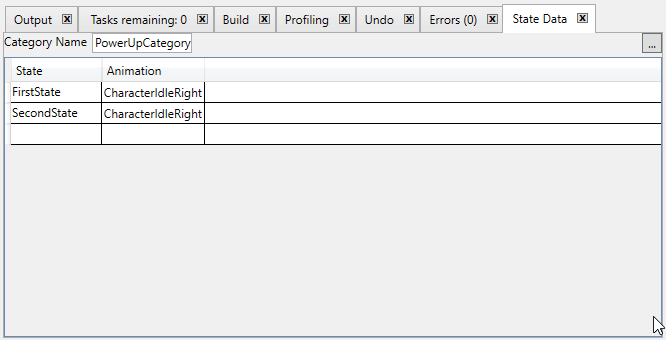 Output Tasks remaining: 0 Build Profiling Undo Errors (0) State Data
Category Name PowerUpCategory ...
State Animation
FirstState CharacterIdleRight
SecondState CharacterIdleRight